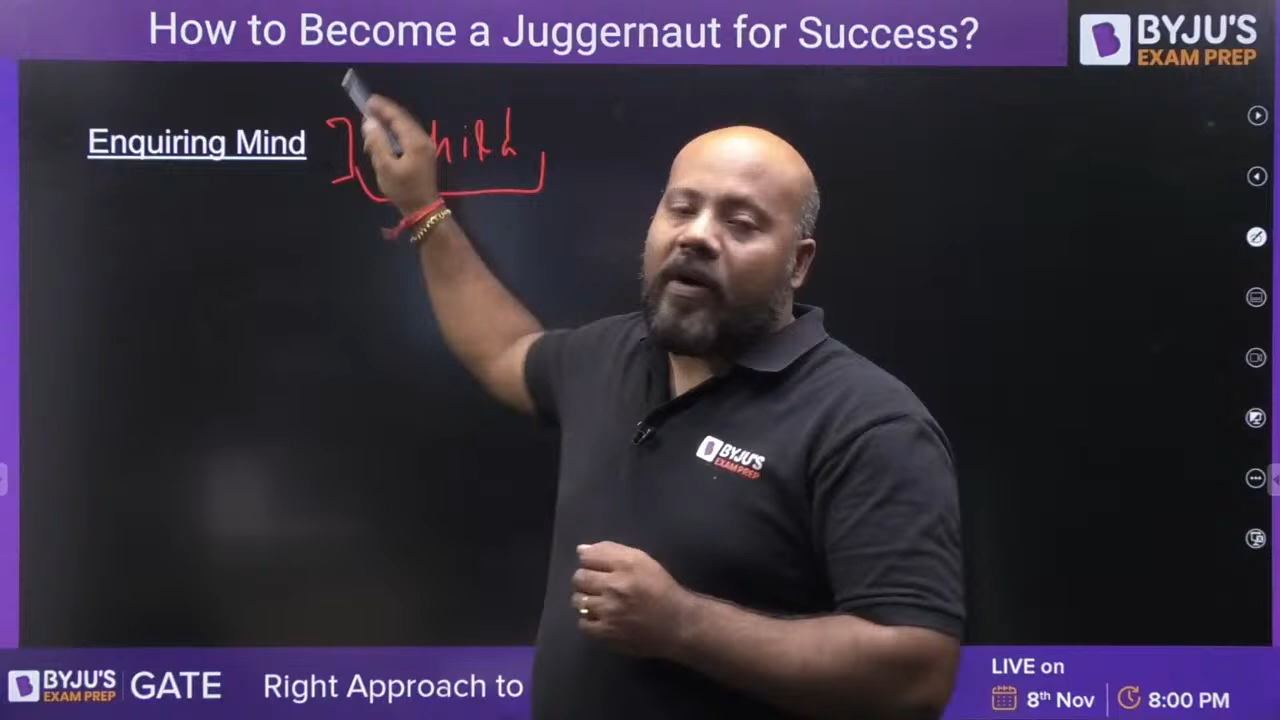 How to Become a Juggernaut for Success?
BYJU'S
EXAM PREP
Enquiring Mind
BYJU'S
EXAM PREP
BYJU'S
EXAM PREP
GATE
Right Approach to
LIVE on
8th Nov
8:00 PM